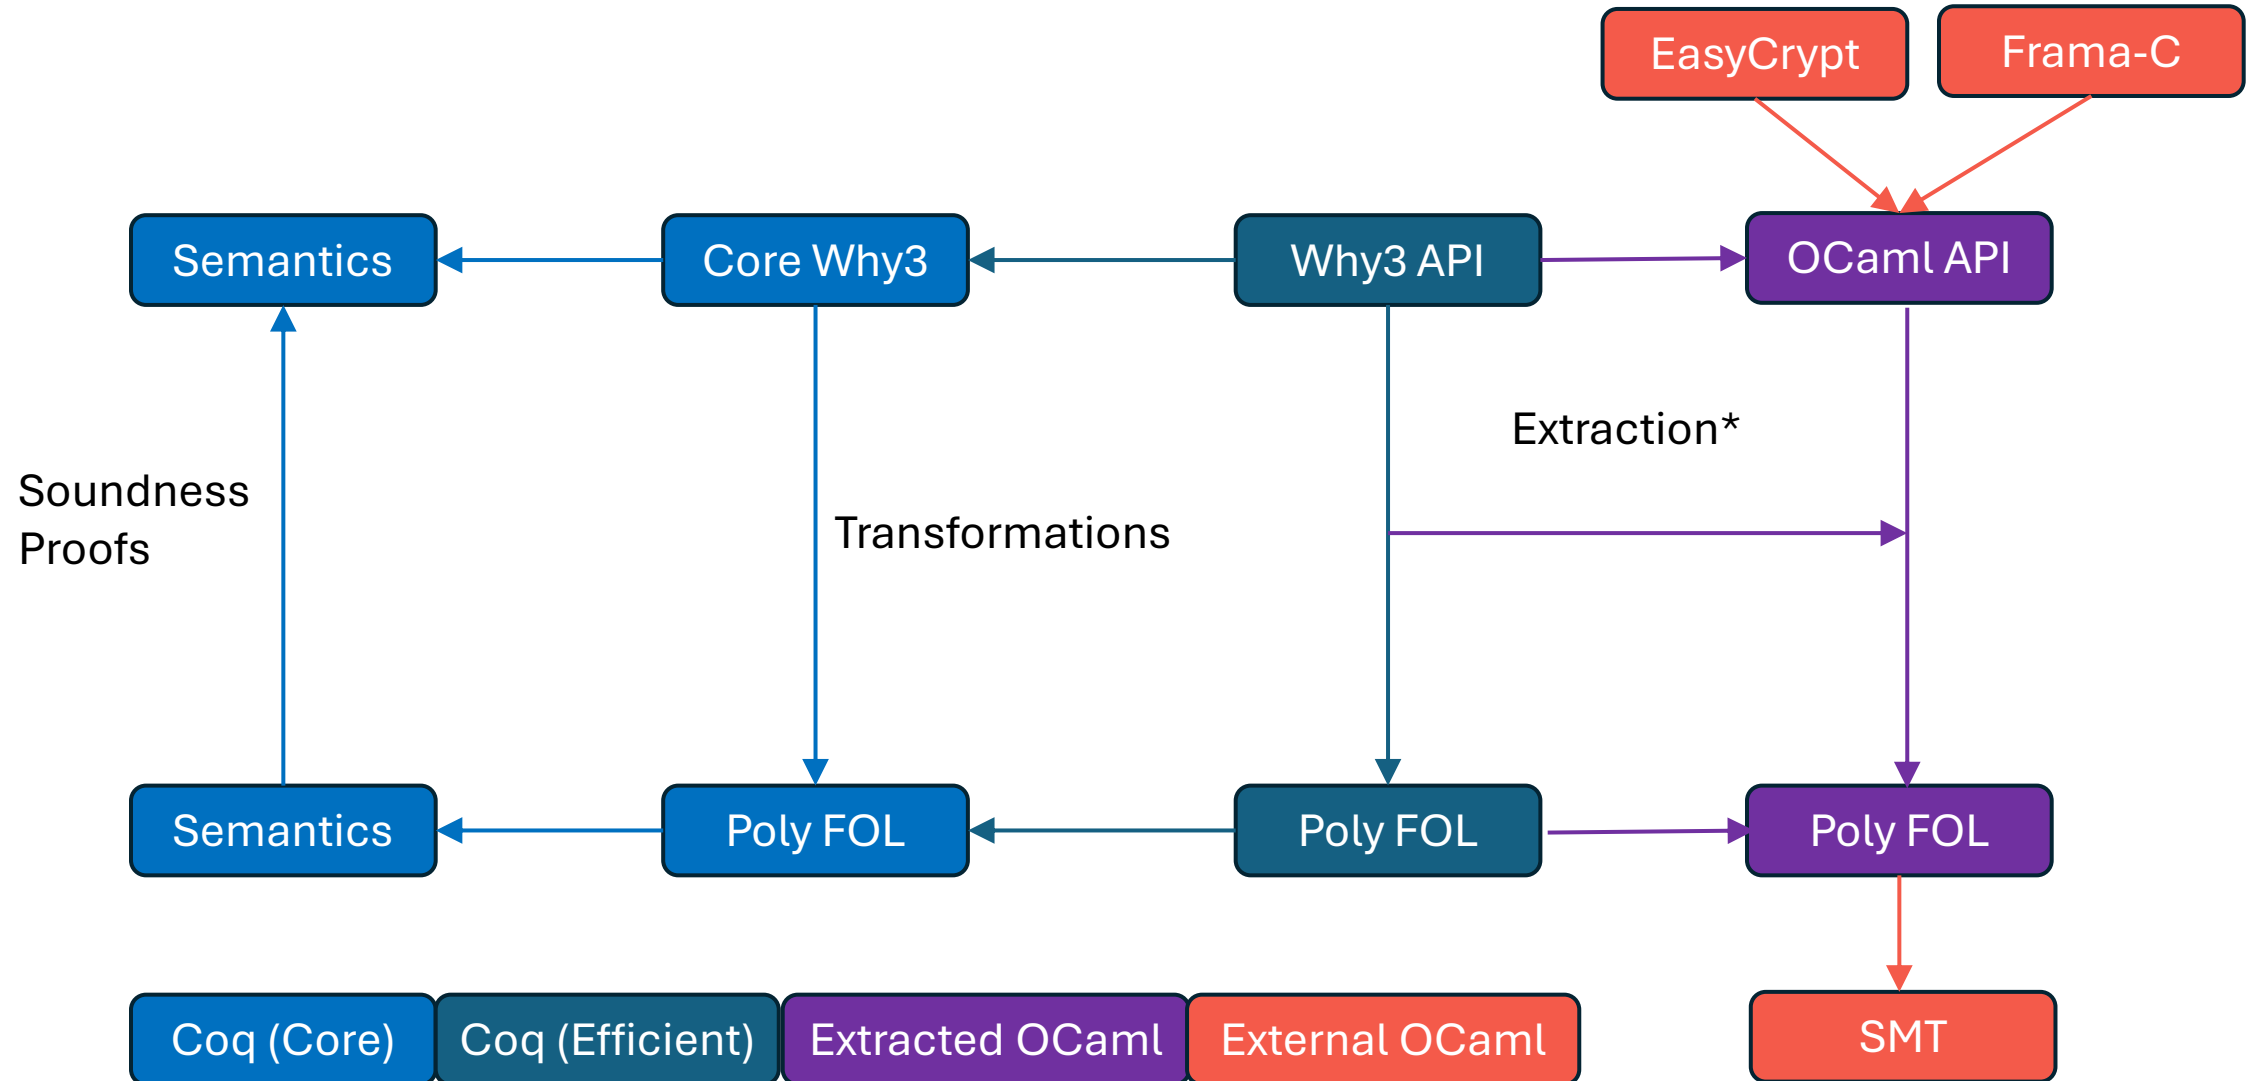 EasyCrypt
Frama-C
Semantics
Core Why3
Why3 API
OCaml API
Extraction*
Soundness
Proofs
Transformations
Semantics
Poly FOL
Poly FOL
Poly FOL
Coq (Core)
Coq (Efficient)
Extracted OCaml
External OCaml
SMT